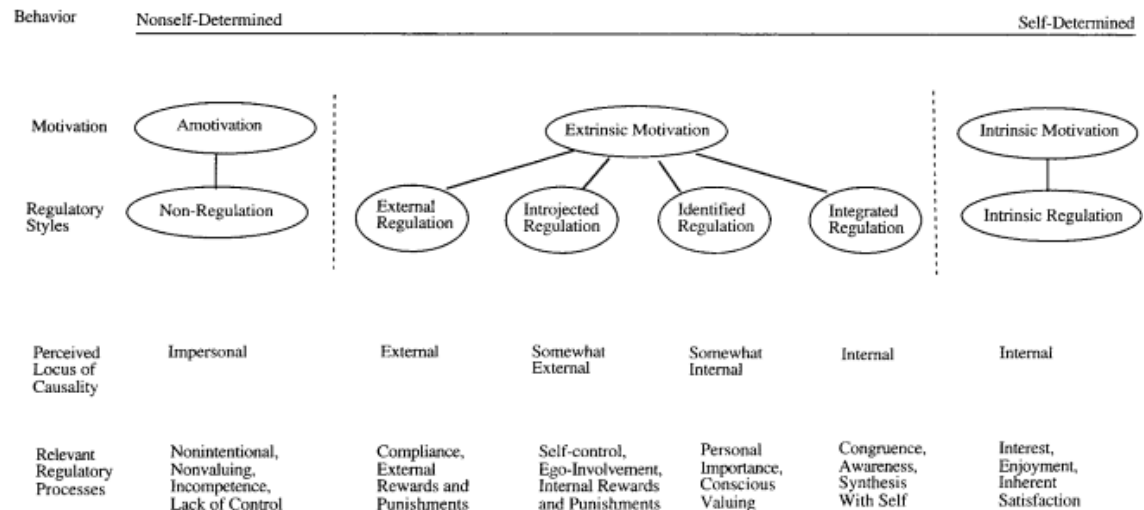 Behavior Nonself-Determined Self-Determined
Motivation Amotivation Extrinsic Motivation Intrinsic Motivation
Regulatory
Styles
Non-Regulation
External
Regulation
Introjected
Regulation
Identified
Regulation
Integrated
Regulation
Intrinsic Regulation
Perceived
Locus of
Causality
Impersonal
External
Somewhat
External
Somewhat
Internal
Internal
Internal
Relevant
Regulatory
Processes
Nonintentional,
Nonvaluing,
Incompetence,
Lack of Control
Compliance,
External
Rewards and
Punishments
Self-control,
Ego-Involvement,
Internal Rewards
and Punishments
Personal
Importance,
Conscious
Valuing
Congruence,
Awareness,
Synthesis
With Self
Interest,
Enjoyment,
Inherent
Satisfaction